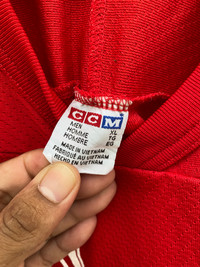 CCM
MEN XL
HOMME TG
HOMBRE EG
MADE IN VIETNAM
FABRIQUÉ AU VIETNAM
HECHO EN VIETNAM